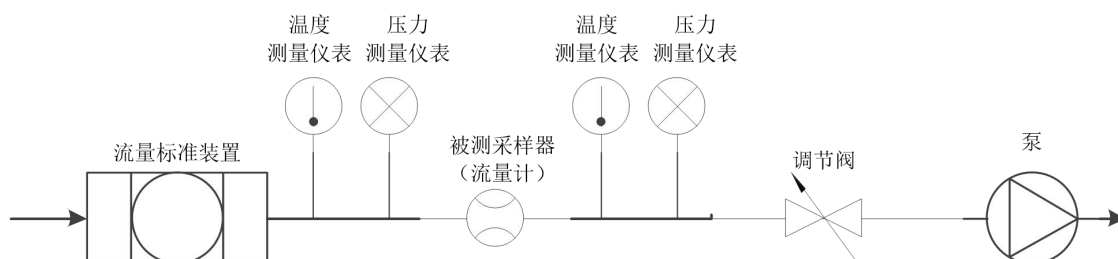 温度
测量仪表
压力
测量仪表
温度
测量仪表
压力
测量仪表
流量标准装置
被测采样器
（流量计）
调节阀
泵